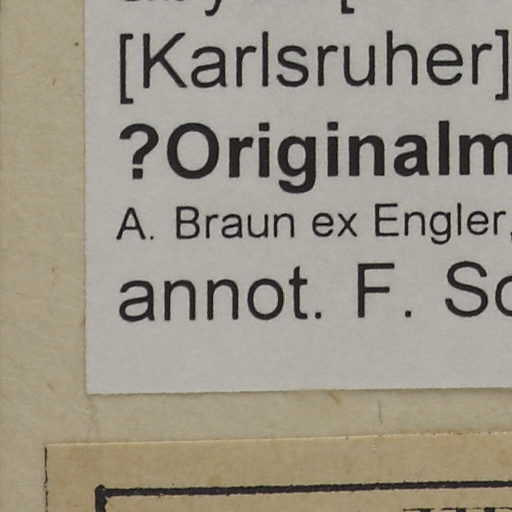 [Karlsruher]
?Originalm
A. Braun ex Engler,
annot. F. Sc